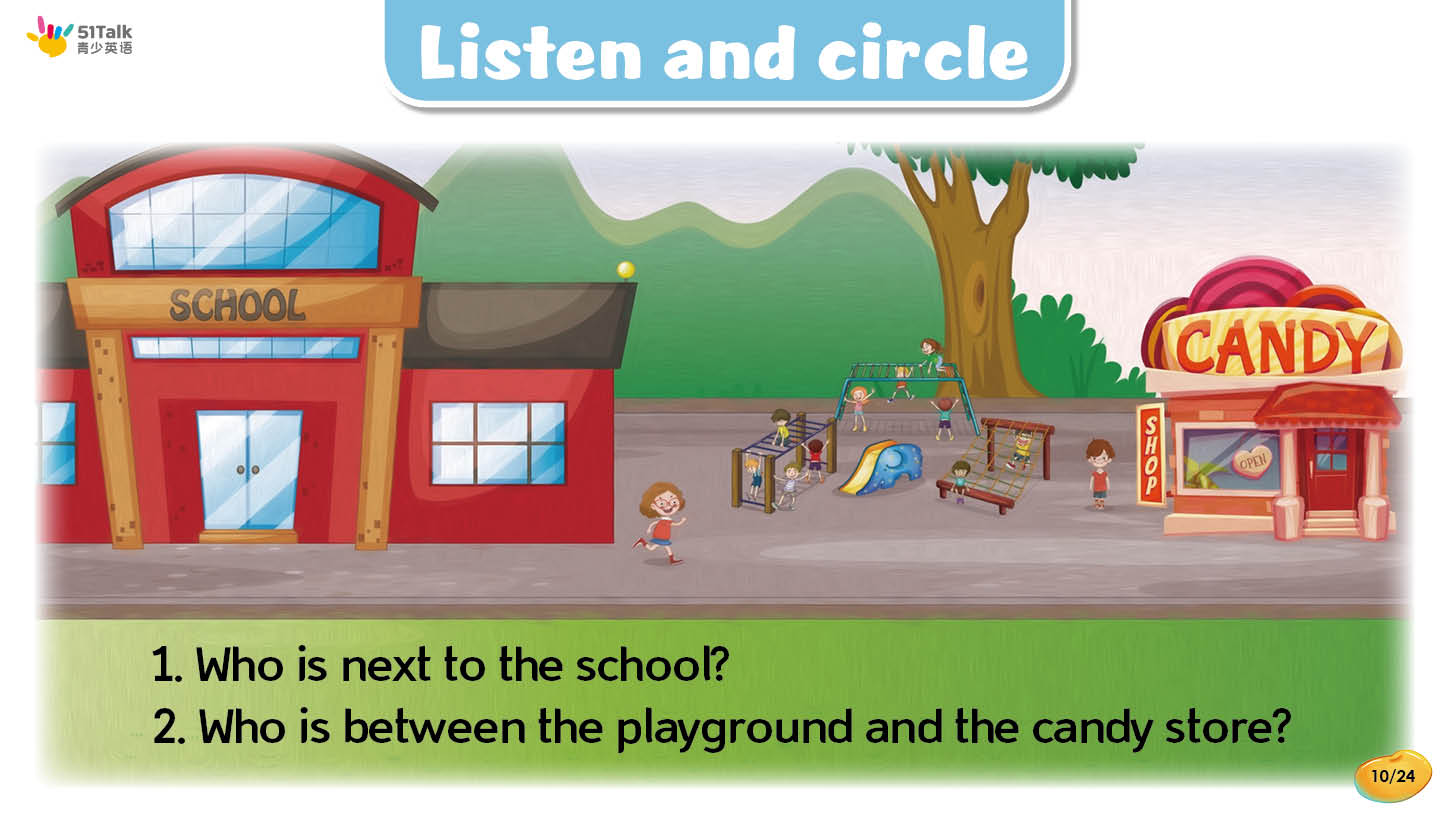 51Talk
青少英语
Listen and circle
SCHOOL
CANDY
SHOP
OPEN
1. Who is next to the school?
2. Who is between the playground and the candy store?
10/24